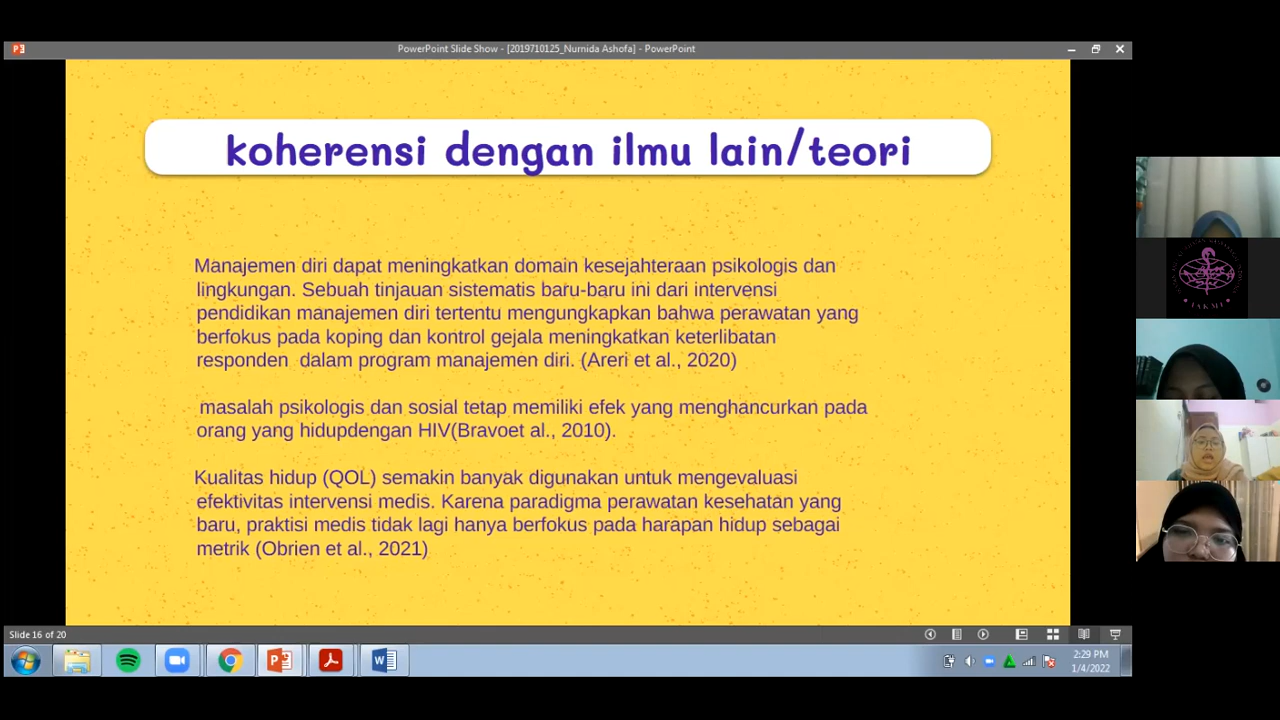 PowerPoint Slide Show - [2019710125_Nurnida Ashofa] - PowerPoint
koherensi dengan ilmu lain/teori
Manajemen diri dapat meningkatkan domain kesejahteraan psikologis dan
lingkungan. Sebuah tinjauan sistematis baru-baru ini dari intervensi
pendidikan manajemen diri tertentu mengungkapkan bahwa perawatan yang
berfokus pada koping dan kontrol gejala meningkatkan keterlibatan
responden dalam program manajemen diri. (Areri et al., 2020)
masalah psikologis dan sosial tetap memiliki efek yang menghancurkan pada
orang yang hidupdengan HIV(Bravoet al., 2010).
Kualitas hidup (QOL) semakin banyak digunakan untuk mengevaluasi
efektivitas intervensi medis. Karena paradigma perawatan kesehatan yang
baru, praktisi medis tidak lagi hanya berfokus pada harapan hidup sebagai
metrik (Obrien et al., 2021)
Slide 16 of 20
2:29 PM
1/4/2022